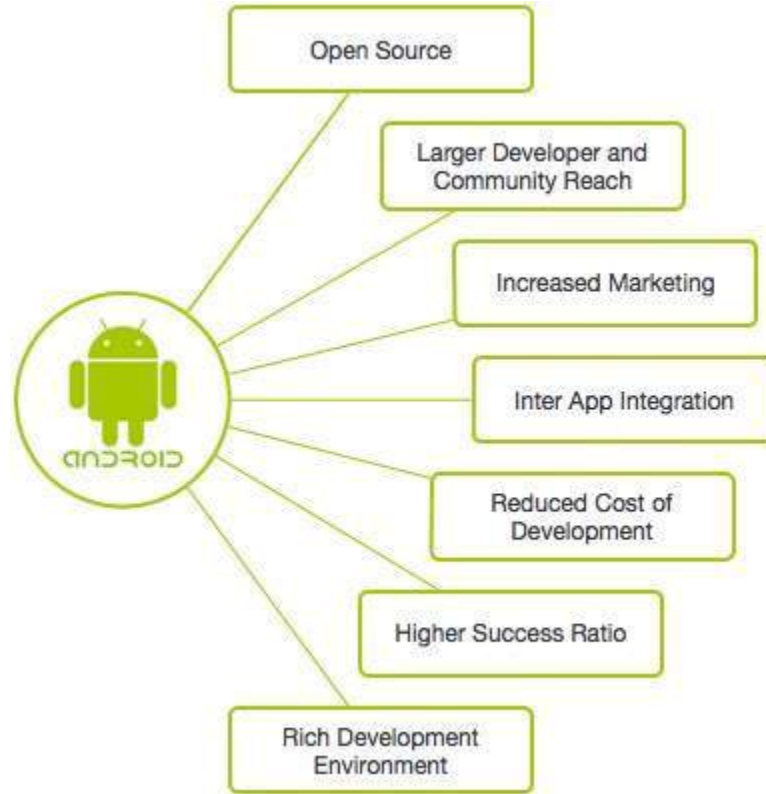 Open Source
Larger Developer and
Community Reach
Increased Marketing
ANDROID
Inter App Integration
Reduced Cost of
Development
Higher Success Ratio
Rich Development
Environment